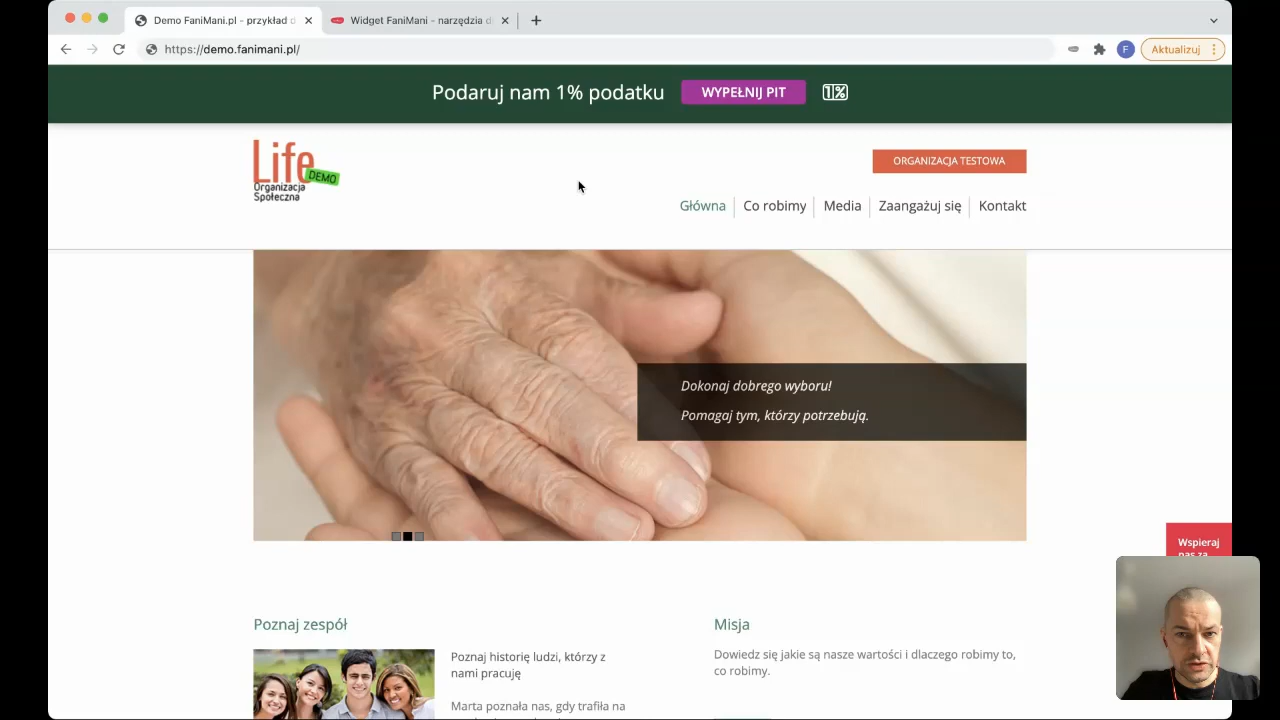 Demo FaniMani.pl - przykład d
Widget FaniMani - narzędzia d
https://demo.fanimani.pl/
F
Aktualizuj
Podaruj nam 1% podatku
WYPEŁNIJ PIT
1%
Life
DEMO
Organizacja
Społeczna
ORGANIZACJA TESTOWA
Główna
Co robimy
Media
Zaangażuj się
Kontakt
Dokonaj dobrego wyboru!
Pomagaj tym, którzy potrzebują.
Wspieraj
nas za
Poznaj zespół
Poznaj historię ludzi, którzy z
nami pracuję
Marta poznała nas, gdy trafiła na
Misja
Dowiedz się jakie są nasze wartości i dlaczego robimy to,
co robimy.